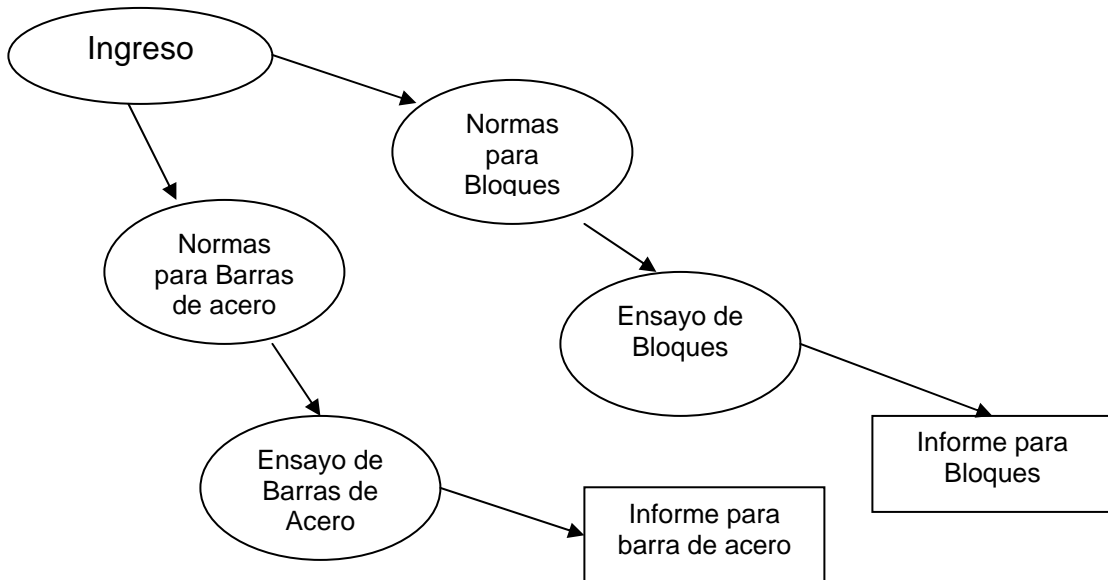 Ingreso
Normas
para
Bloques
Normas
para Barras
de acero
Ensayo de
Bloques
Informe para
Bloques
Ensayo de
Barras de
Acero
Informe para
barra de acero